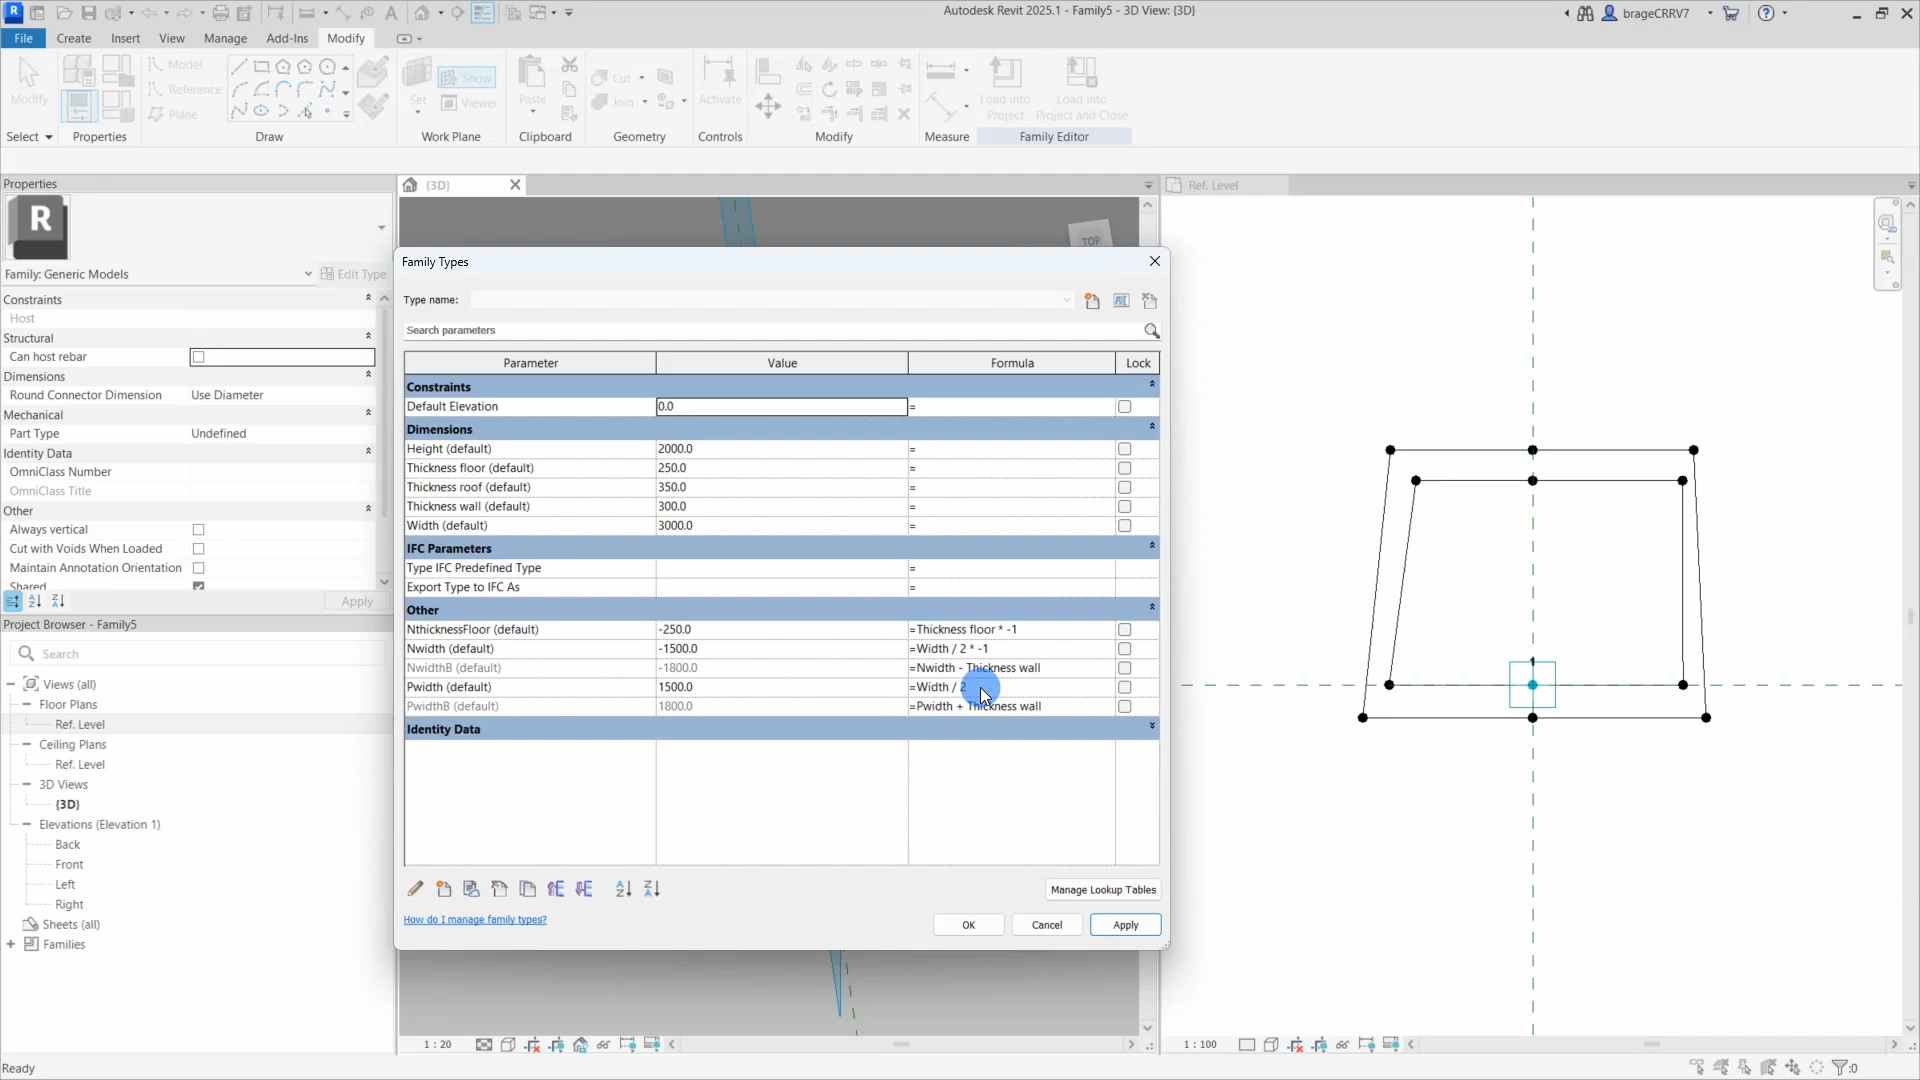 Autodesk Revit 2025.1 - Family5 - 3D View: {3D}
brageCRRV7
File Create Insert View Manage Add-Ins Modify
Modify
Model
Reference
Plane
Set
Show
Viewer
Paste
Cut
Join
Activate
Load into Project
Load into Project and Close
Select Properties Draw Work Plane Clipboard Geometry Controls Modify Measure Family Editor
Properties
R
Family: Generic Models
Edit Type
Constraints
Host
Structural
Can host rebar
Dimensions
Round Connector Dimension Use Diameter
Mechanical
Part Type Undefined
Identity Data
OmniClass Number
OmniClass Title
Other
Always vertical
Cut with Voids When Loaded
Maintain Annotation Orientation
Shared
Apply
Project Browser - Family5
Search
Views (all)
Floor Plans
Ref. Level
Ceiling Plans
Ref. Level
3D Views
{3D}
Elevations (Elevation 1)
Back
Front
Left
Right
Sheets (all)
Families
{3D}
Ref. Level
TOP
Family Types
Type name:
Search parameters
Parameter Value Formula Lock
Constraints
Default Elevation 0.0 =
Dimensions
Height (default) 2000.0 =
Thickness floor (default) 250.0 =
Thickness roof (default) 350.0 =
Thickness wall (default) 300.0 =
Width (default) 3000.0 =
IFC Parameters
Type IFC Predefined Type =
Export Type to IFC As =
Other
NthicknessFloor (default) -250.0 =Thickness floor * -1
Nwidth (default) -1500.0 =Width / 2 * -1
NwidthB (default) -1800.0 =Nwidth - Thickness wall
Pwidth (default) 1500.0 =Width / 2
PwidthB (default) 1800.0 =Pwidth + Thickness wall
Identity Data
Manage Lookup Tables
How do I manage family types?
OK Cancel Apply
1 : 20
1 : 100
Ready
:0